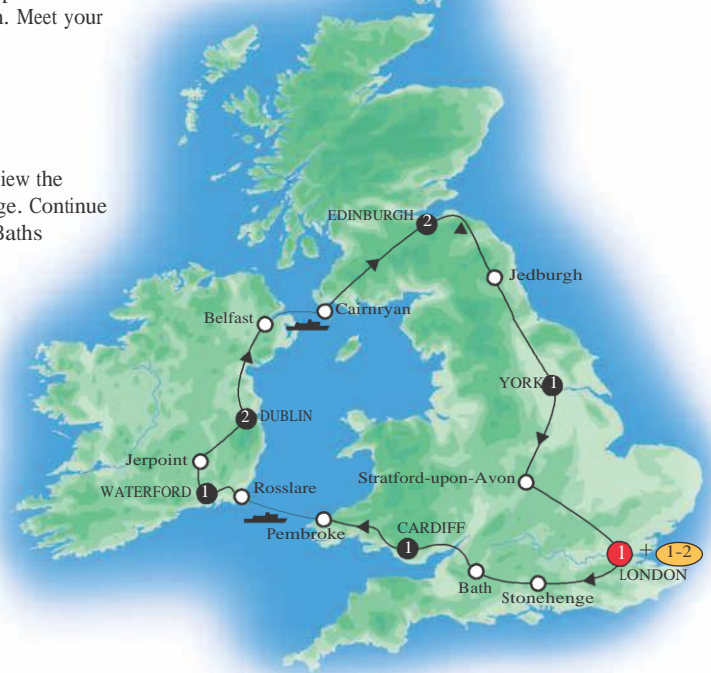 n. Meet your
iew the
ge. Continue
Baths
EDINBURGH 2
Jedburgh
Belfast
Cairnryan
YORK 1
2 DUBLIN
Jerpoint
Stratford-upon-Avon
WATERFORD 1
Rosslare
Pembroke
CARDIFF
1
1 + 1-2
LONDON
Bath
Stonehenge